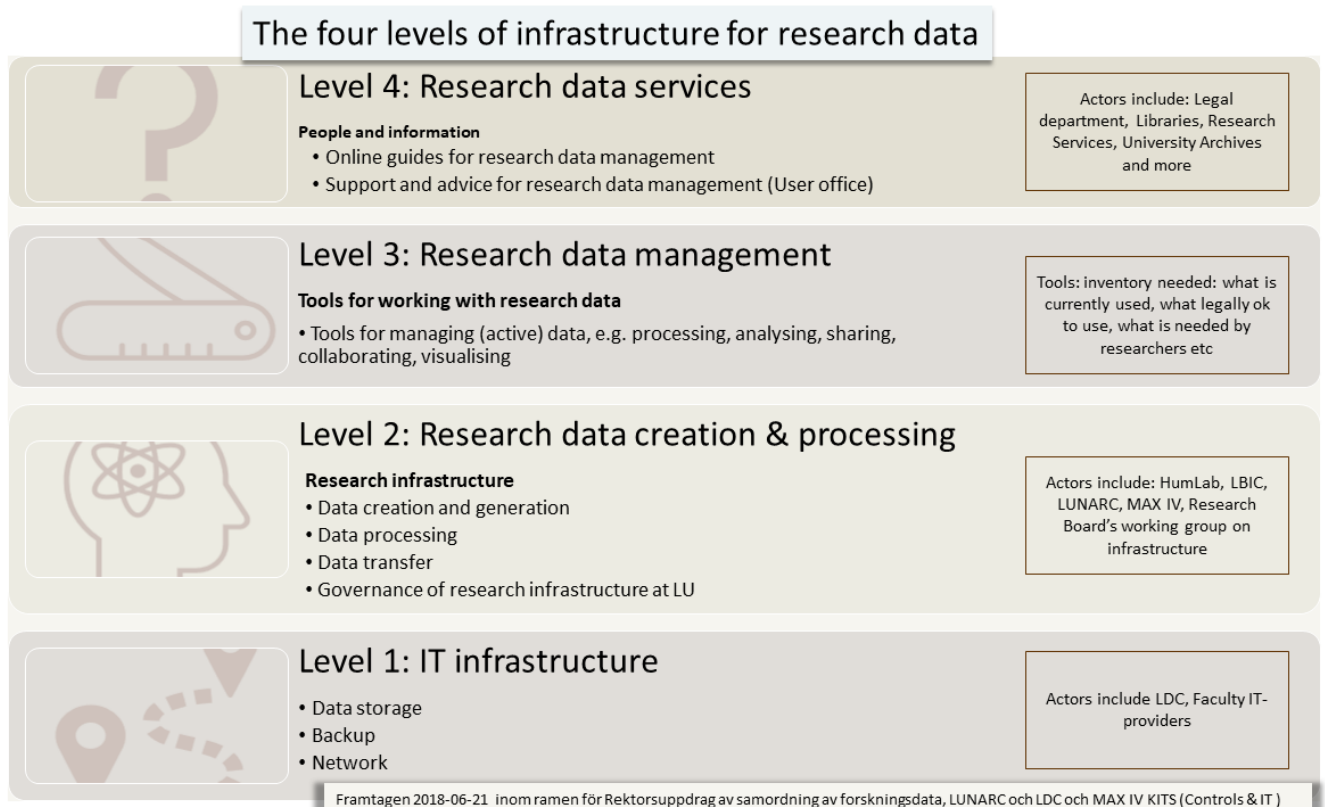 The four levels of infrastructure for research data
Level 4: Research data services
People and information
• Online guides for research data management
• Support and advice for research data management (User office)
Actors include: Legal
department, Libraries, Research
Services, University Archives
and more
Level 3: Research data management
Tools for working with research data
• Tools for managing (active) data, e.g. processing, analysing, sharing,
collaborating, visualising
Tools: inventory needed: what is
currently used, what legally ok
to use, what is needed by
researchers etc
Level 2: Research data creation & processing
Research infrastructure
• Data creation and generation
• Data processing
• Data transfer
• Governance of research infrastructure at LU
Actors include: HumLab, LBIC,
LUNARC, MAX IV, Research
Board's working group on
infrastructure
Level 1: IT infrastructure
• Data storage
• Backup
• Network
Actors include LDC, Faculty IT-
providers
Framtagen 2018-06-21 inom ramen för Rektorsuppdrag av samordning av forskningsdata, LUNARC och LDC och MAX IV KITS (Controls & IT )